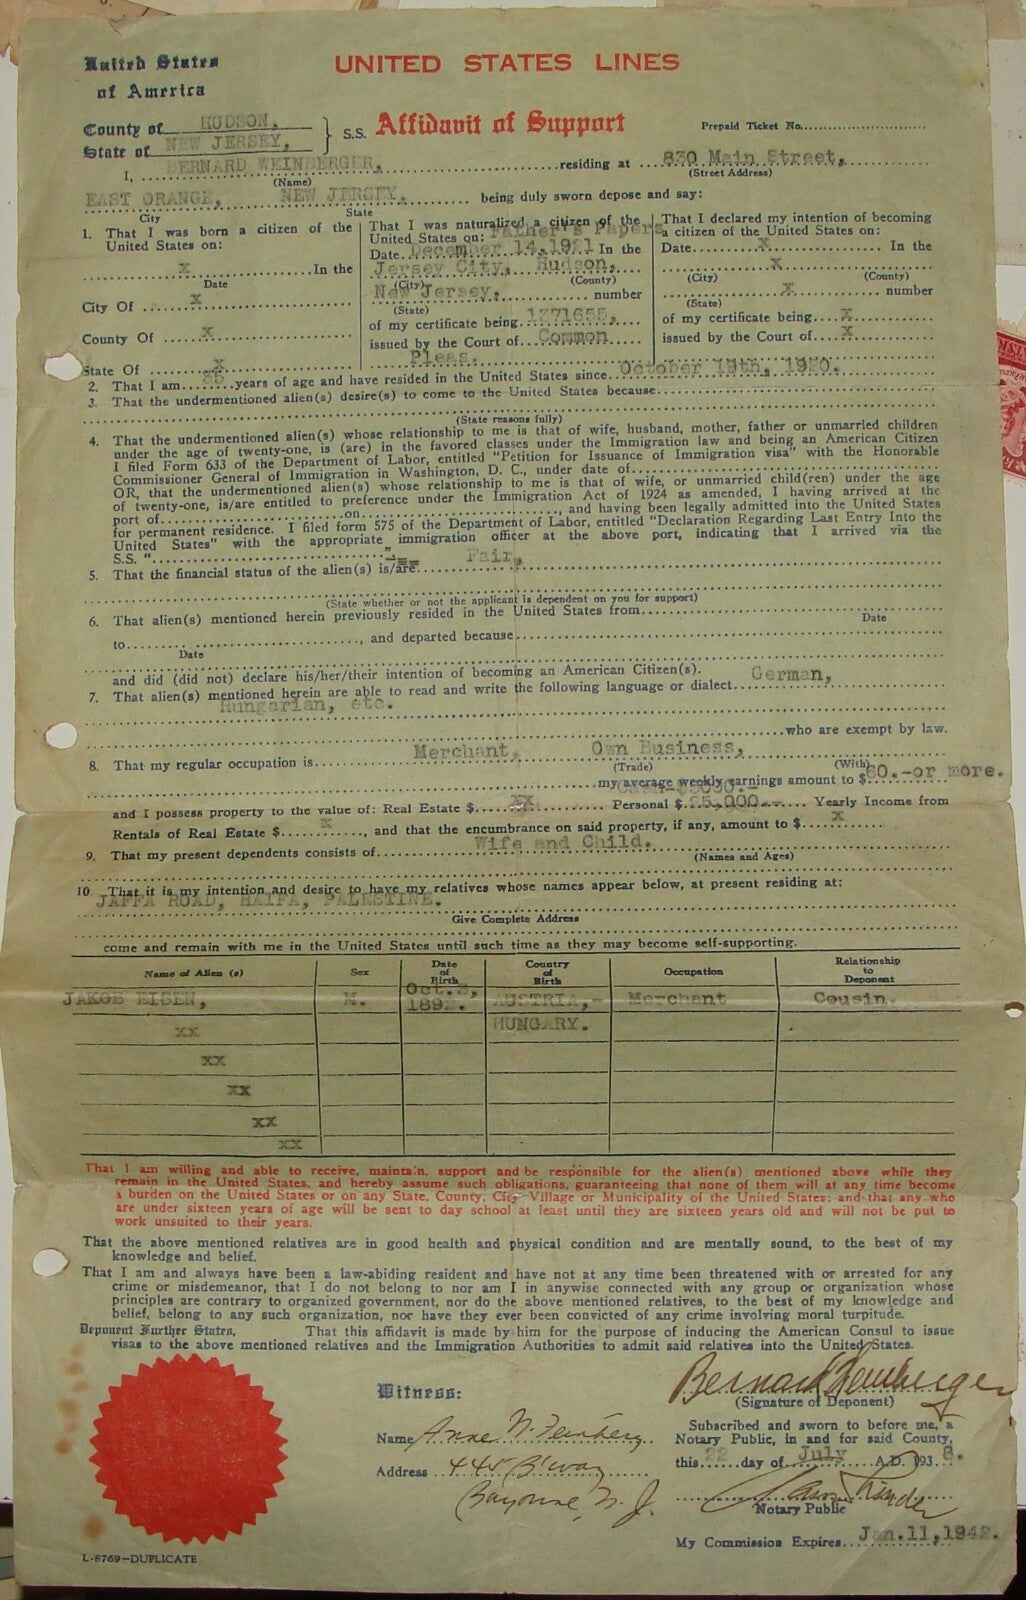 United States
of America
UNITED STATES LINES
Affidavit of Support
Prepaid Ticket No.
County of HUDSON,
State of NEW JERSEY,
} S.S.
I, BERNARD WEINBERGER, residing at 830 Main Street,
(Name) (Street Address)
EAST ORANGE, NEW JERSEY, being duly sworn depose and say:
City State
1. That I was born a citizen of the
United States on:
X In the
Date
City Of X
County Of X
State Of X
That I was naturalized a citizen of the
United States on: Father's Papers
Date December 14,1921 In the
Jersey City, Hudson,
(City) (County)
New Jersey. number
(State)
of my certificate being 1371655,
issued by the Court of Common
Pleas.
That I declared my intention of becoming
a citizen of the United States on:
Date X In the
X
(City) (County)
X number
(State)
of my certificate being X
issued by the Court of X
2. That I am years of age and have resided in the United States since October 19th, 1920.
3. That the undermentioned alien(s) desire(s) to come to the United States because
(State reasons fully)
4. That the undermentioned alien(s) whose relationship to me is that of wife, husband, mother, father or unmarried children
under the age of twenty-one, is (are) in the favored classes under the Immigration law and being an American Citizen
I filed Form 633 of the Department of Labor, entitled "Petition for Issuance of Immigration visa" with the Honorable
Commissioner General of Immigration in Washington, D. C., under date of
OR, that the undermentioned alien(s) whose relationship to me is that of wife, or unmarried child(ren) under the age
of twenty-one, is/are entitled to preference under the Immigration Act of 1924 as amended, I having arrived at the
port of on , and having been legally admitted into the United States
for permanent residence. I filed form 575 of the Department of Labor, entitled "Declaration Regarding Last Entry Into the
United States" with the appropriate immigration officer at the above port, indicating that I arrived via the
S.S. " "
5. That the financial status of the alien(s) is/are Fair,
(State whether or not the applicant is dependent on you for support)
6. That alien(s) mentioned herein previously resided in the United States from
Date
to , and departed because
Date
and did (did not) declare his/her/their intention of becoming an American Citizen(s).
7. That alien(s) mentioned herein are able to read and write the following language or dialect German,
Hungarian, etc.
who are exempt by law.
8. That my regular occupation is Merchant, Own Business,
(Trade) (With)
my average weekly earnings amount to $60.-or more.
and I possess property to the value of: Real Estate $ XX Personal $ 25,000.-- Yearly Income from
Rentals of Real Estate $ X , and that the encumbrance on said property, if any, amount to $ X
9. That my present dependents consists of Wife and Child.
(Names and Ages)
10. That it is my intention and desire to have my relatives whose names appear below, at present residing at:
JAFFA ROAD, HAIFA, PALESTINE.
Give Complete Address
come and remain with me in the United States until such time as they may become self-supporting.
Name of Alien (s) Sex Date of Birth Country of Birth Occupation Relationship to Deponent
JAKOB EIGEN, M. Oct. 3, 1892. AUSTRIA,- HUNGARY. Merchant Cousin.
XX
XX
XX
XX
XX
That I am willing and able to receive, maintain, support and be responsible for the alien(s) mentioned above while they
remain in the United States, and hereby assume such obligations, guaranteeing that none of them will at any time become
a burden on the United States or on any State, County, City Village or Municipality of the United States; and that any who
are under sixteen years of age will be sent to day school at least until they are sixteen years old and will not be put to
work unsuited to their years.
That the above mentioned relatives are in good health and physical condition and are mentally sound, to the best of my
knowledge and belief.
That I am and always have been a law-abiding resident and have not at any time been threatened with or arrested for any
crime or misdemeanor, that I do not belong to nor am I in anywise connected with any group or organization whose
principles are contrary to organized government, nor do the above mentioned relatives, to the best of my knowledge and
belief, belong to any such organization, nor have they ever been convicted of any crime involving moral turpitude.
Deponent Further States, That this affidavit is made by him for the purpose of inducing the American Consul to issue
visas to the above mentioned relatives and the Immigration Authorities to admit said relatives into the United States.
Witness:
Name Anne N. Feinberg
Address 445 B'way
Bayonne N. J.
Bernard Weinberger
(Signature of Deponent)
Subscribed and sworn to before me, a
Notary Public, in and for said County,
this 22 day of July A.D. 1938.
Notary Public
My Commission Expires Jan.11,1942.
L-8769—DUPLICATE